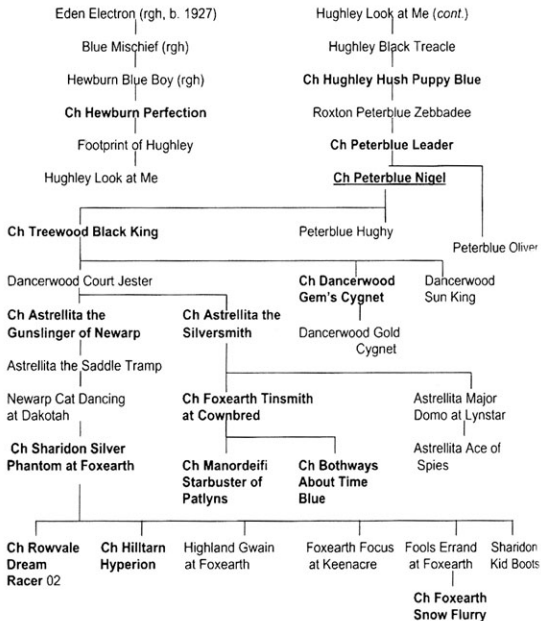 Eden Electron (rgh, b. 1927)
Blue Mischief (rgh)
Hewburn Blue Boy (rgh)
Ch Hewburn Perfection
Footprint of Hughley
Hughley Look at Me
Hughley Look at Me (cont.)
Hughley Black Treacle
Ch Hughley Hush Puppy Blue
Roxton Peterblue Zebbadee
Ch Peterblue Leader
Ch Peterblue Nigel
Ch Treewood Black King
Peterblue Hughy
Peterblue Oliver
Dancerwood Court Jester
Ch Dancerwood
Gem's Cygnet
Dancerwood
Sun King
Ch Astrellita the
Gunslinger of Newarp
Ch Astrellita the
Silversmith
Dancerwood Gold
Cygnet
Astrellita the Saddle Tramp
Newarp Cat Dancing
at Dakotah
Ch Foxearth Tinsmith
at Cownbred
Astrellita Major
Domo at Lynstar
Ch Sharidon Silver
Phantom at Foxearth
Ch Manordeifi
Starbuster of
Patlyns
Ch Bothways
About Time
Blue
Astrellita Ace of
Spies
Ch Rowvale
Dream
Racer 02
Ch Hilltarn
Hyperion
Highland Gwain
at Foxearth
Foxearth Focus
at Keenacre
Fools Errand
at Foxearth
Sharidon
Kid Boots
Ch Foxearth
Snow Flurry